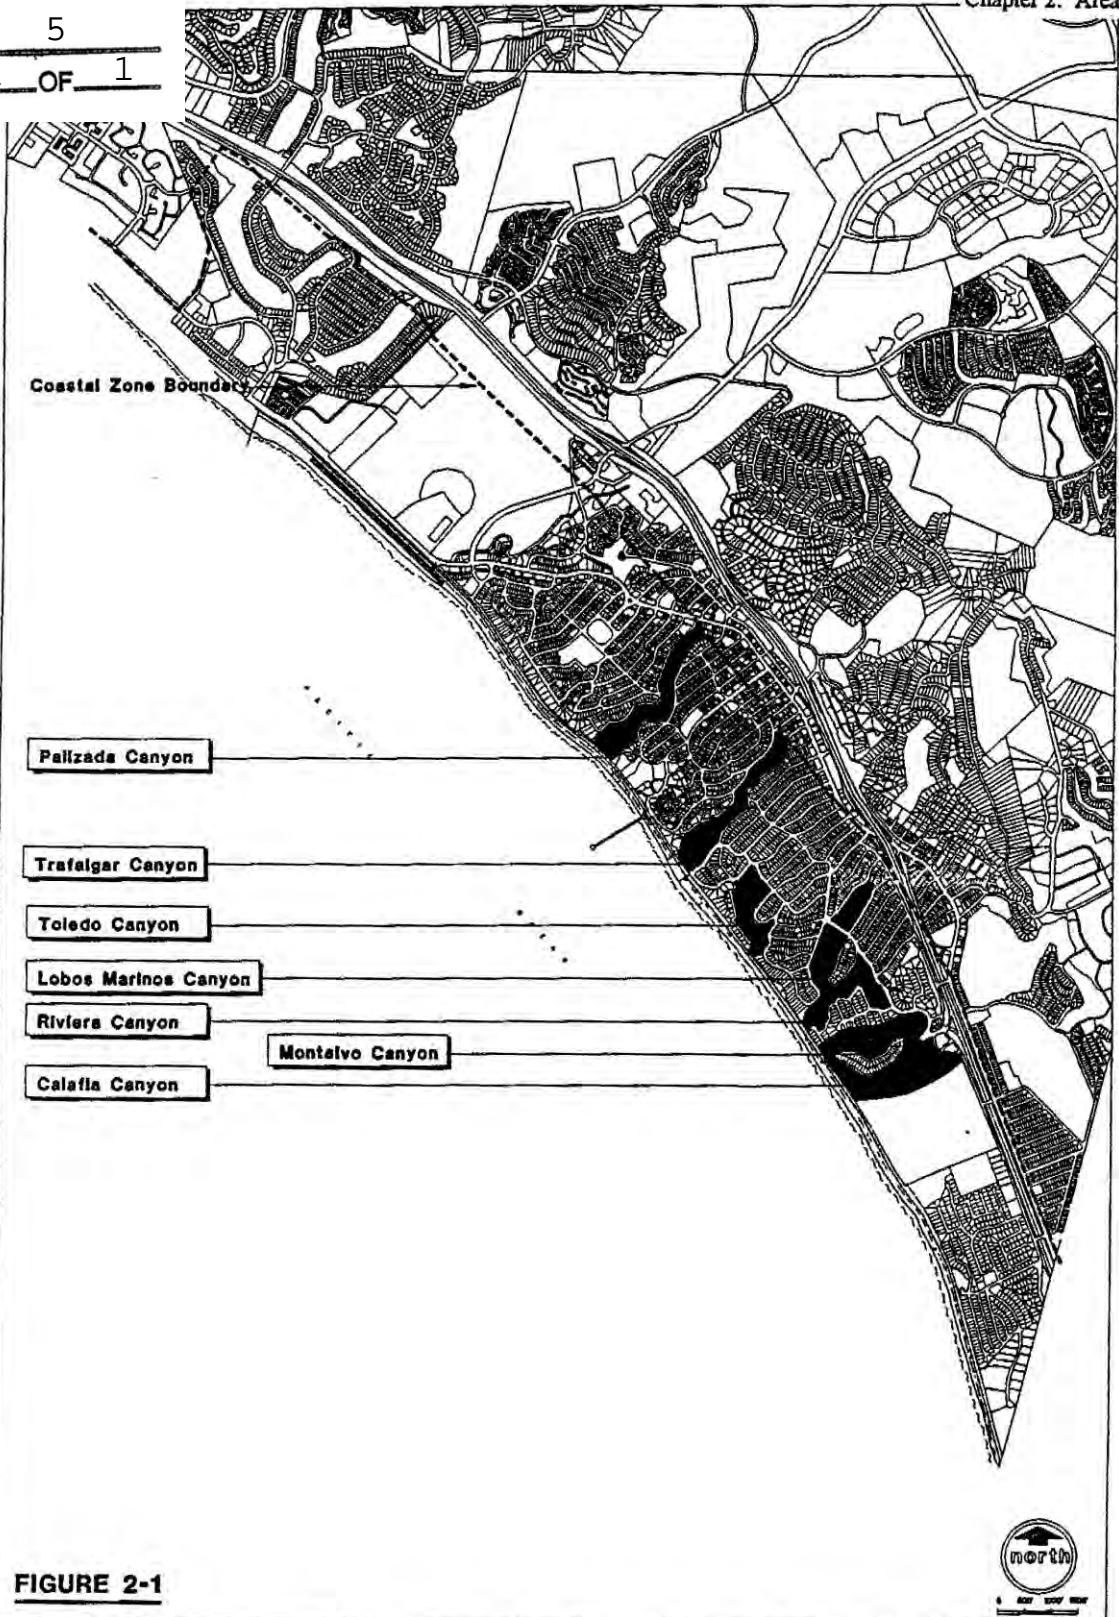 Chapter 2: Area
5
OF 1
Coastal Zone Boundary
Palizada Canyon
Trafalgar Canyon
Toledo Canyon
Lobos Marinos Canyon
Riviera Canyon
Montalvo Canyon
Calafia Canyon
north
FIGURE 2-1